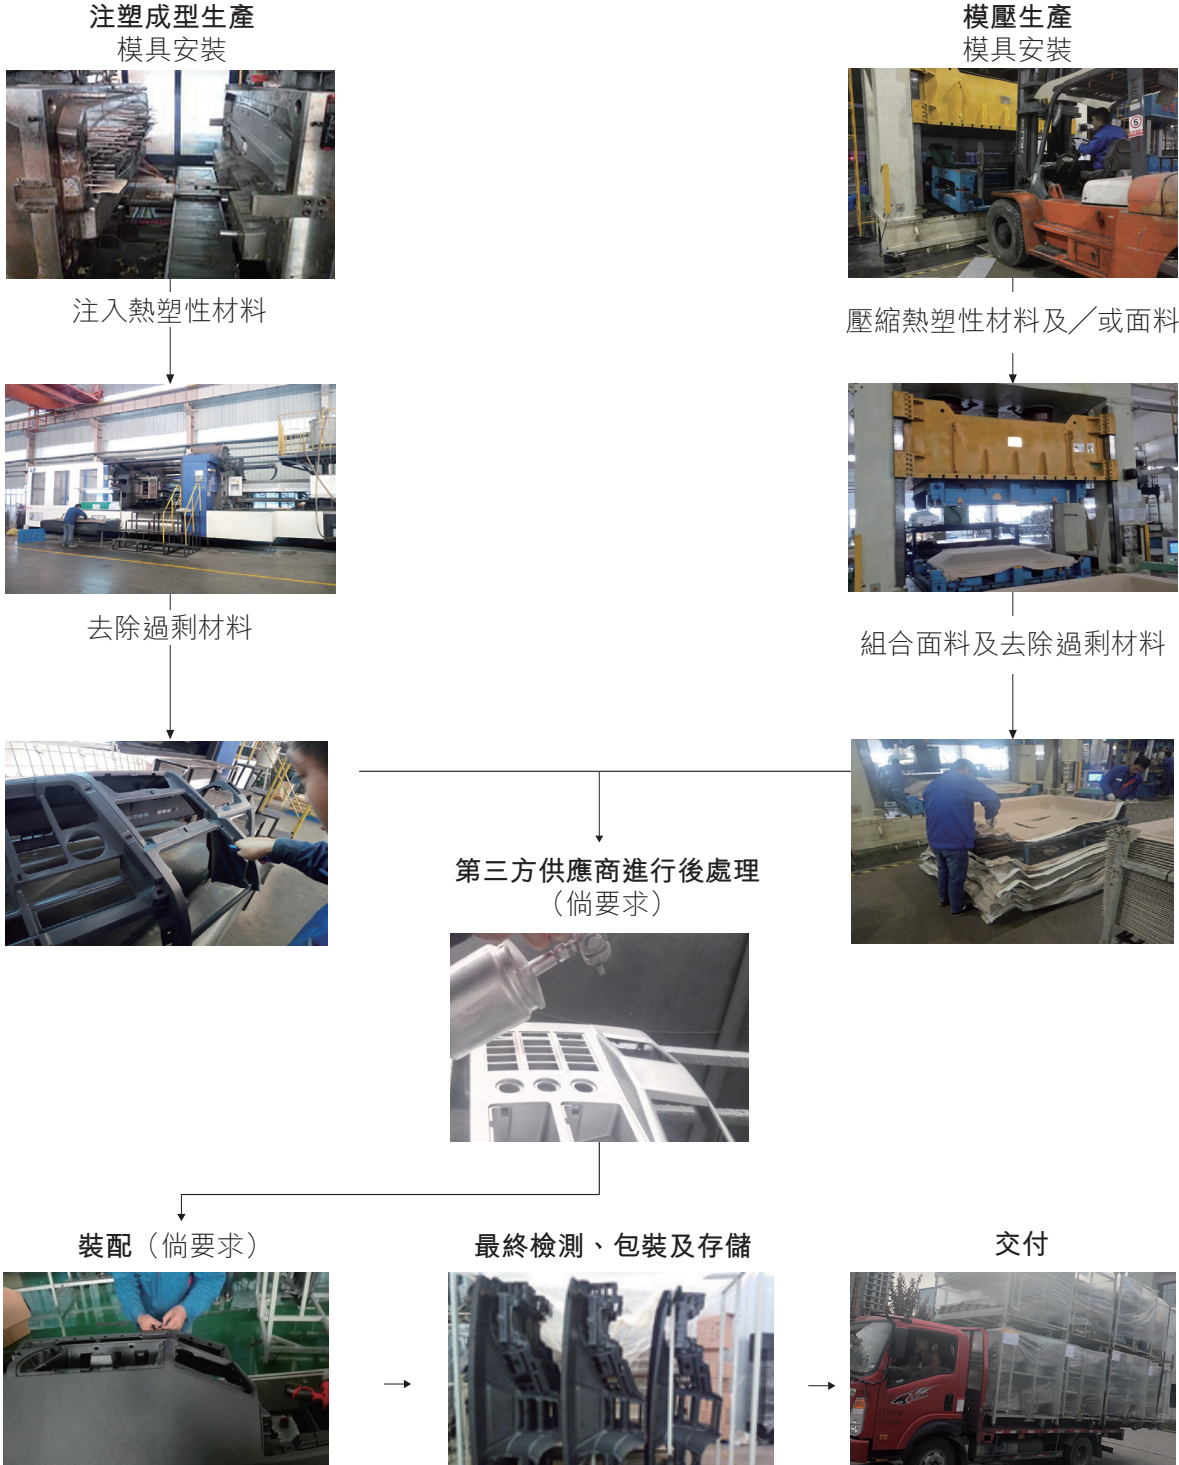 注塑成型生產
模具安裝
模壓生產
模具安裝
注入熱塑性材料
壓縮熱塑性材料及／或面料
去除過剩材料
組合面料及去除過剩材料
第三方供應商進行後處理
（倘要求）
裝配（倘要求）
最終檢測、包裝及存儲
交付
5